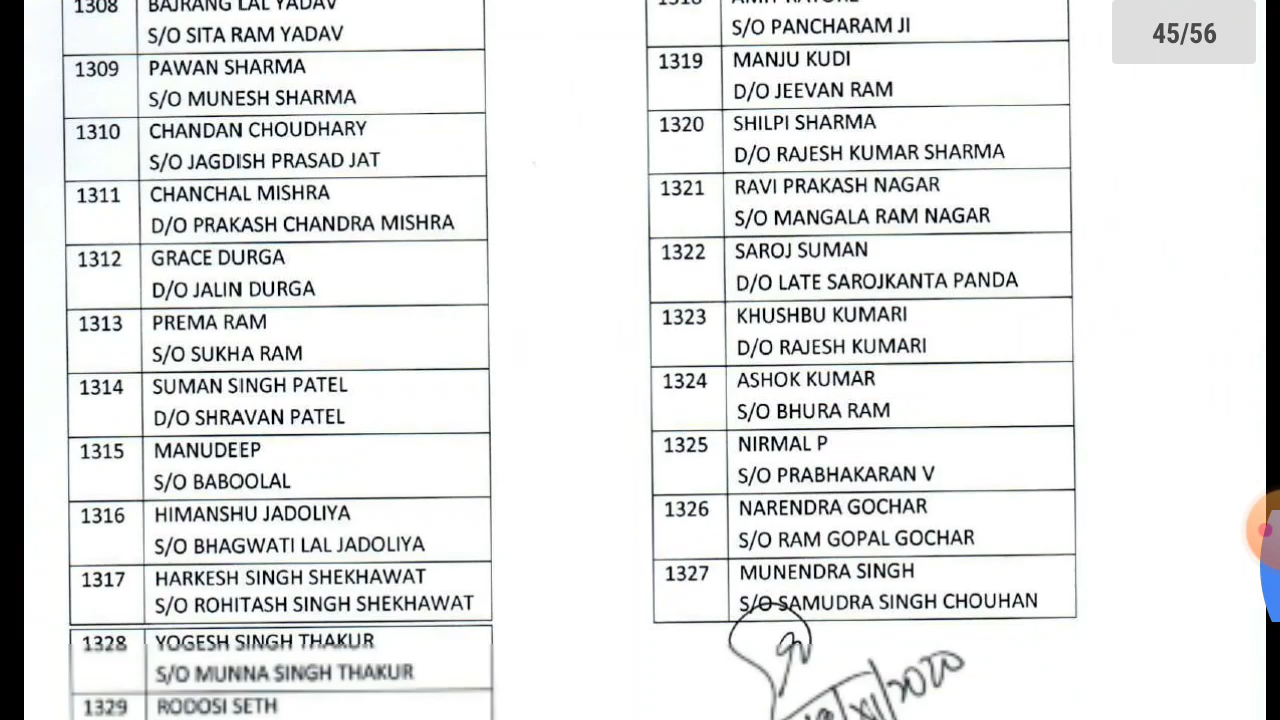 45/56
1308 BAJRANG LAL YADAV
S/O SITA RAM YADAV
1309 PAWAN SHARMA
S/O MUNESH SHARMA
1310 CHANDAN CHOUDHARY
S/O JAGDISH PRASAD JAT
1311 CHANCHAL MISHRA
D/O PRAKASH CHANDRA MISHRA
1312 GRACE DURGA
D/O JALIN DURGA
1313 PREMA RAM
S/O SUKHA RAM
1314 SUMAN SINGH PATEL
D/O SHRAVAN PATEL
1315 MANUDEEP
S/O BABOOLAL
1316 HIMANSHU JADOLIYA
S/O BHAGWATI LAL JADOLIYA
1317 HARKESH SINGH SHEKHAWAT
S/O ROHITASH SINGH SHEKHAWAT
1328 YOGESH SINGH THAKUR
S/O MUNNA SINGH THAKUR
1329 RODOSI SETH
1318
S/O PANCHARAM JI
1319 MANJU KUDI
D/O JEEVAN RAM
1320 SHILPI SHARMA
D/O RAJESH KUMAR SHARMA
1321 RAVI PRAKASH NAGAR
S/O MANGALA RAM NAGAR
1322 SAROJ SUMAN
D/O LATE SAROJKANTA PANDA
1323 KHUSHBU KUMARI
D/O RAJESH KUMARI
1324 ASHOK KUMAR
S/O BHURA RAM
1325 NIRMAL P
S/O PRABHAKARAN V
1326 NARENDRA GOCHAR
S/O RAM GOPAL GOCHAR
1327 MUNENDRA SINGH
S/O SAMUDRA SINGH CHOUHAN
/XI/2020